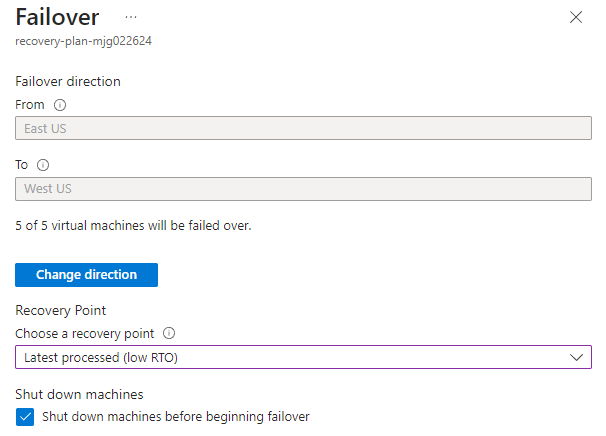 Failover ...
recovery-plan-mjg022624
Failover direction
From
East US
To
West US
5 of 5 virtual machines will be failed over.
Change direction
Recovery Point
Choose a recovery point
Latest processed (low RTO)
Shut down machines
Shut down machines before beginning failover